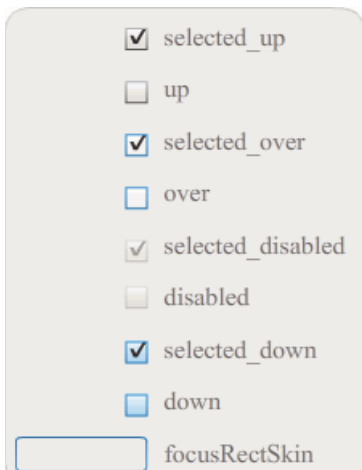 selected_up
up
selected_over
over
selected_disabled
disabled
selected_down
down
focusRectSkin